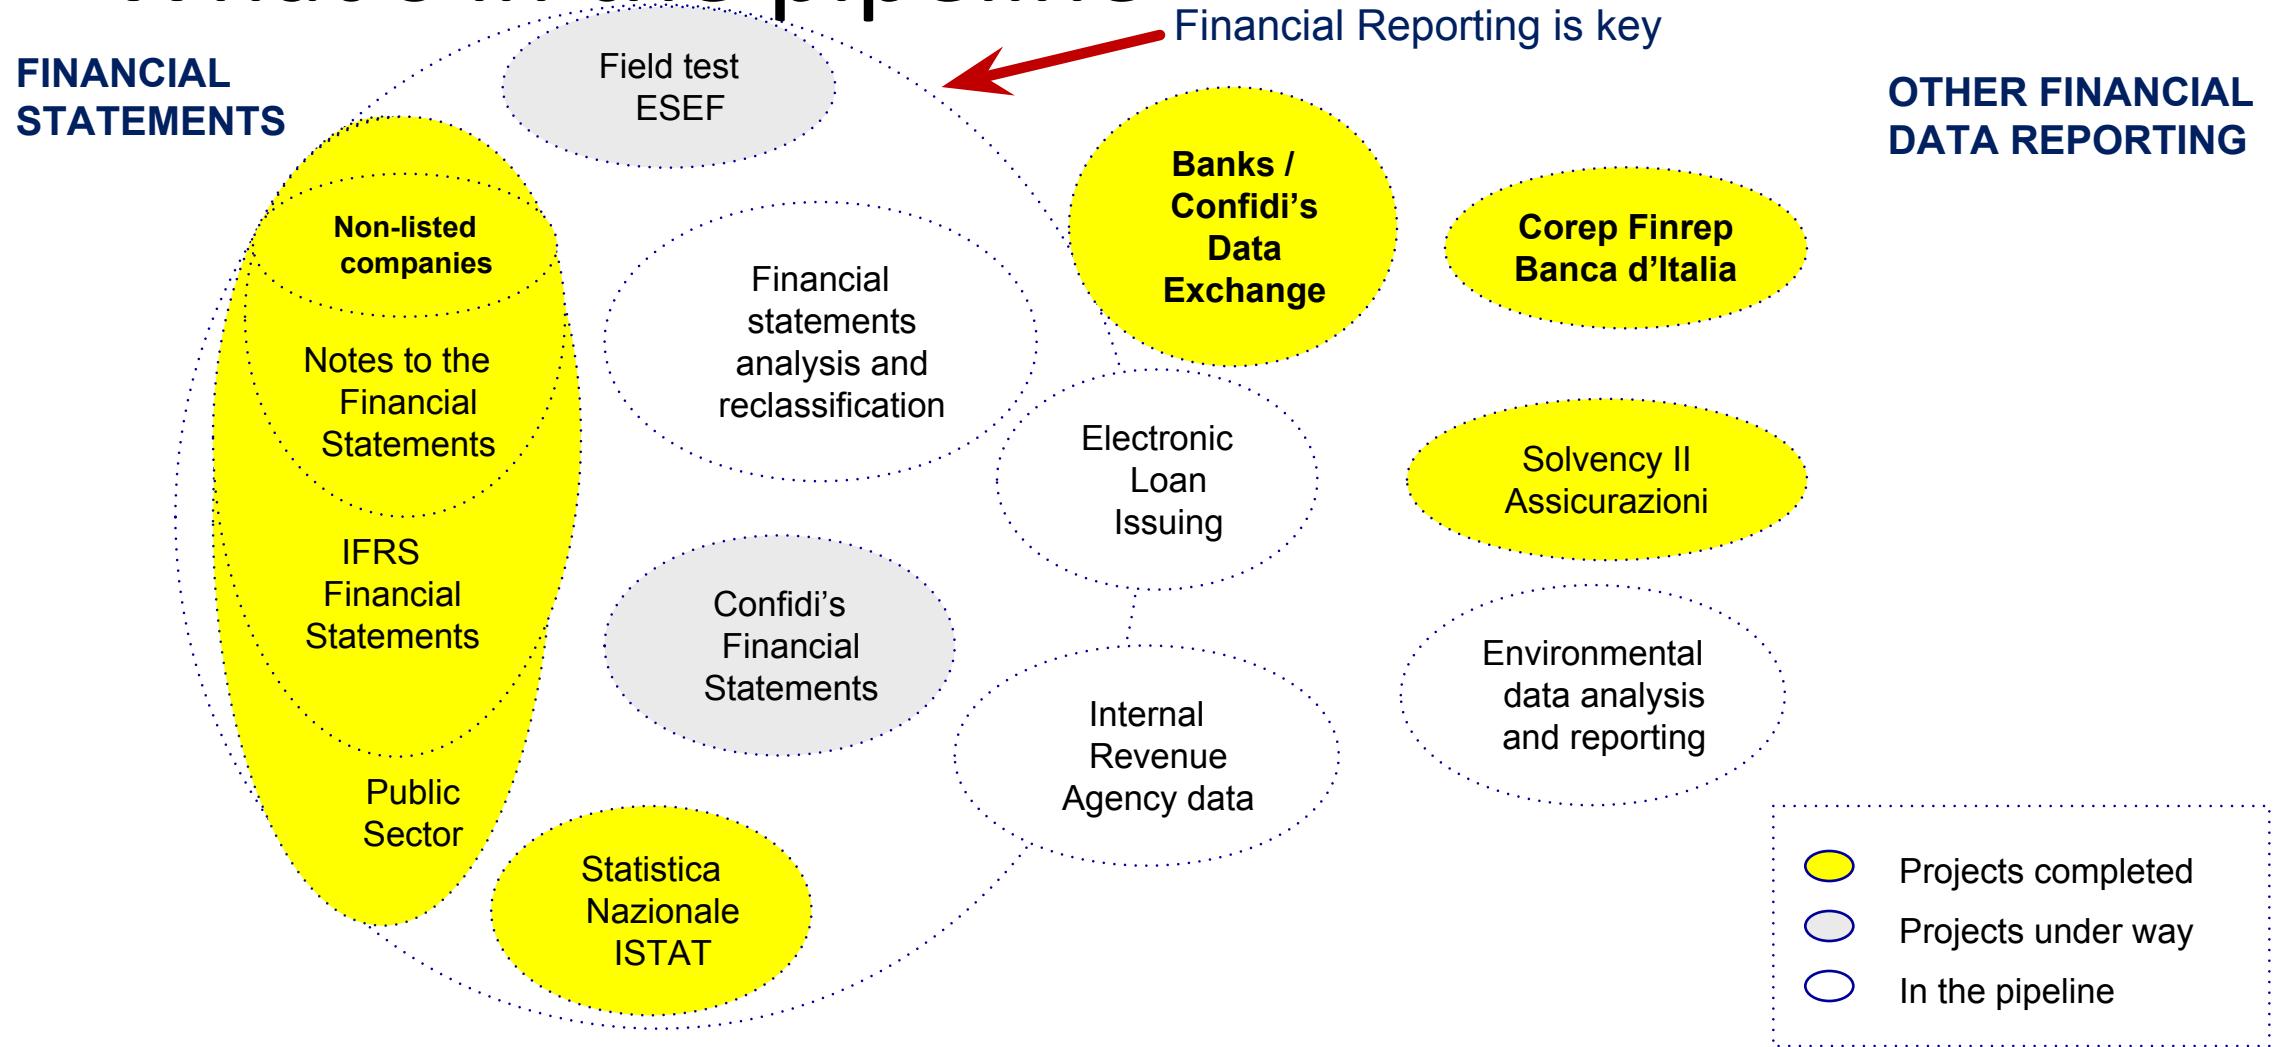 Financial Reporting is key
FINANCIAL
STATEMENTS
OTHER FINANCIAL
DATA REPORTING
Field test
ESEF
Banks /
Confidi’s
Data
Exchange
Corep Finrep
Banca d’Italia
Non-listed
companies
Financial
statements
analysis and
reclassification
Notes to the
Financial
Statements
Electronic
Loan
Issuing
Solvency II
Assicurazioni
IFRS
Financial
Statements
Confidi’s
Financial
Statements
Environmental
data analysis
and reporting
Internal
Revenue
Agency data
Public
Sector
Statistica
Nazionale
ISTAT
Projects completed
Projects under way
In the pipeline